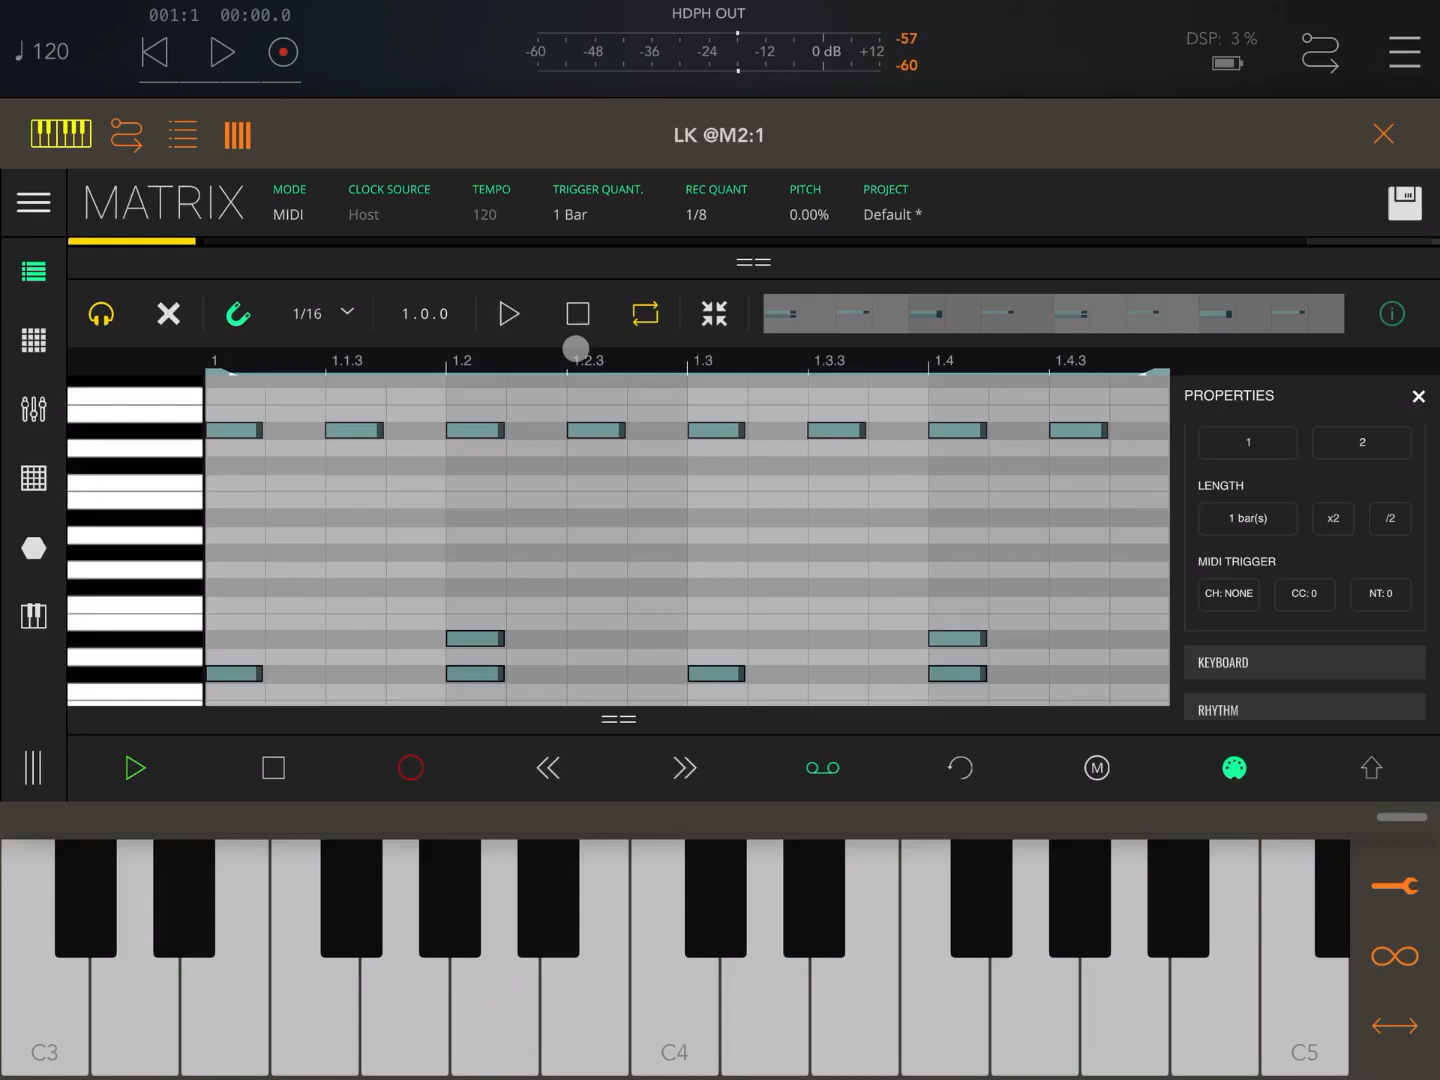 001:1 00:00.0
HDPH OUT
120
-60 -48 -36 -24 -12 0 dB +12
-57
-60
DSP: 3 %
LK @M2:1
MATRIX
MODE
MIDI
CLOCK SOURCE
Host
TEMPO
120
TRIGGER QUANT.
1 Bar
REC QUANT
1/8
PITCH
0.00%
PROJECT
Default *
1/16
1.0.0
i
1 1.1.3 1.2 1.2.3 1.3 1.3.3 1.4 1.4.3
PROPERTIES
1 2
LENGTH
1 bar(s) x2 /2
MIDI TRIGGER
CH: NONE CC: 0 NT: 0
KEYBOARD
RHYTHM
M
C3 C4 C5